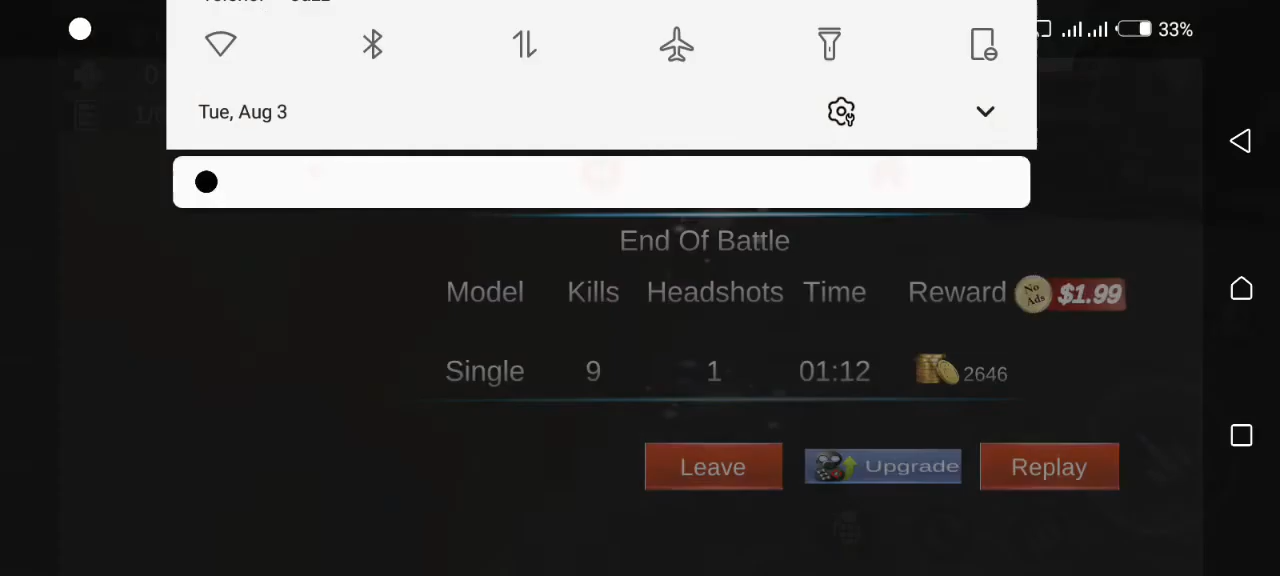 33%
Tue, Aug 3
End Of Battle
Model Kills Headshots Time Reward No Ads $1.99
Single 9 1 01:12 2646
Leave Upgrade Replay